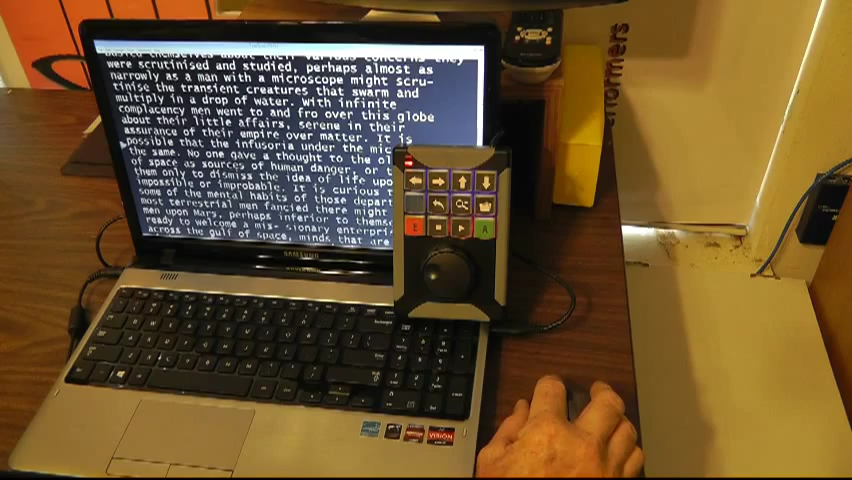 were scrutinised and studied, perhaps almost as
narrowly as a man with a microscope might scru-
tinise the transient creatures that swarm and
multiply in a drop of water. With infinite
complacency men went to and fro over this globe
about their little affairs, serene in their
assurance of their empire over matter. It is
possible that the infusoria under the mic
the same. No one gave a thought to the ol
of space as sources of human danger, or t
them only to dismiss the idea of life upo
impossible or improbable. It is curious t
some of the mental habits of those depart
most terrestrial men fancied there might
men upon Mars, perhaps inferior to themse
ready to welcome a mis- sionary enterpri
across the gulf of space, minds that are
SAMSUNG
E
A
VISION